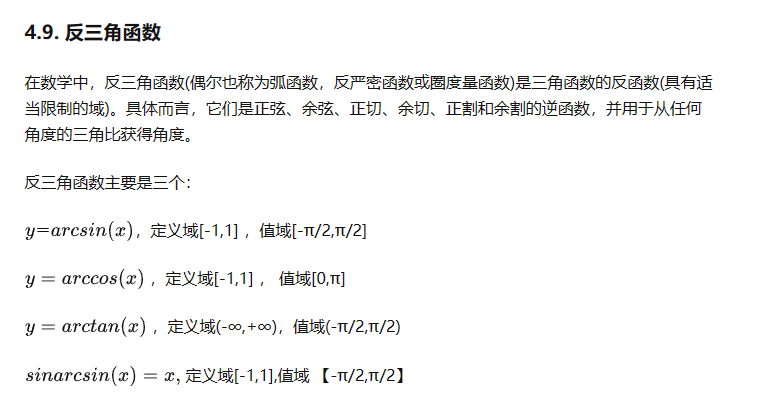 4.9. 反三角函数
在数学中，反三角函数(偶尔也称为弧函数，反严密函数或圈度量函数)是三角函数的反函数(具有适
当限制的域)。具体而言，它们是正弦、余弦、正切、余切、正割和余割的逆函数，并用于从任何
角度的三角比获得角度。
反三角函数主要是三个：
y=arcsin(x)，定义域[-1,1] ，值域[-π/2,π/2]
y = arccos(x) ，定义域[-1,1] ， 值域[0,π]
y = arctan(x) ，定义域(-∞,+∞)，值域(-π/2,π/2)
sinarcsin(x) = x, 定义域[-1,1],值域 【-π/2,π/2】